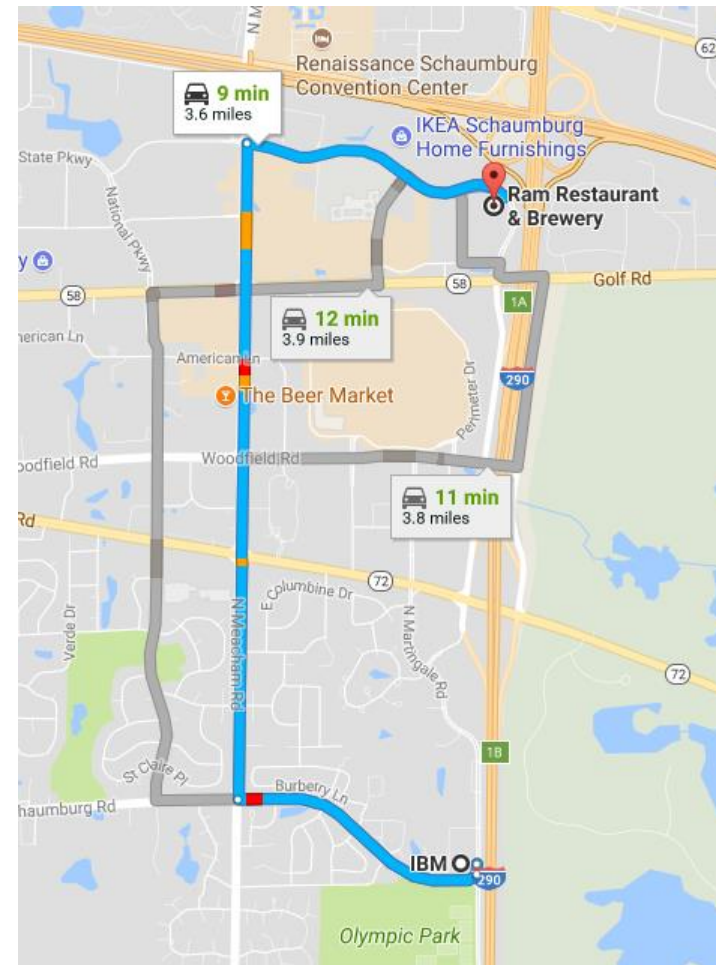 N M
62
Renaissance Schaumburg
Convention Center
9 min
3.6 miles
IKEA Schaumburg
Home Furnishings
State Pkwy
Ram Restaurant
& Brewery
National Pkwy
y
58
58
Golf Rd
1A
12 min
3.9 miles
merican Ln
American Ln
290
The Beer Market
Perimeter Dr
oodfield Rd
Woodfield Rd
11 min
3.8 miles
Rd
72
E Columbine Dr
Verde Dr
N Meacham Rd
N Martingale Rd
72
1B
St Claire Pl
Burberry Ln
haumburg Rd
IBM
290
Olympic Park